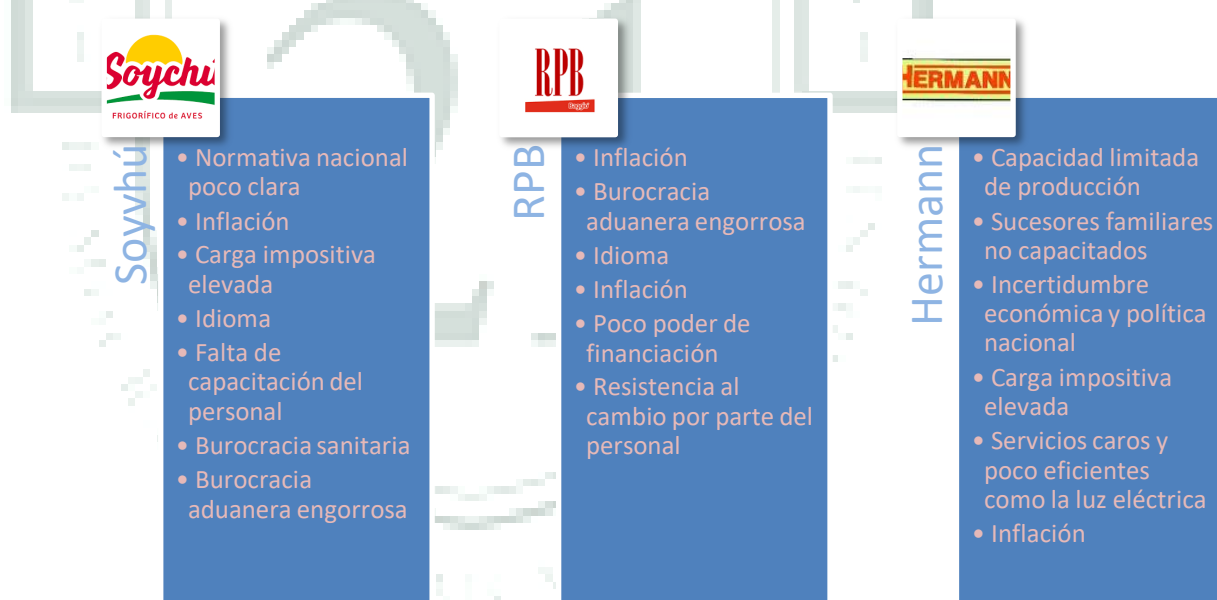 Soychú
FRIGORÍFICO de AVES
Soyvhú
• Normativa nacional
poco clara
• Inflación
• Carga impositiva
elevada
• Idioma
• Falta de
capacitación del
personal
• Burocracia sanitaria
• Burocracia
aduanera engorrosa
RPB
Baggio
RPB
• Inflación
• Burocracia
aduanera engorrosa
• Idioma
• Inflación
• Poco poder de
financiación
• Resistencia al
cambio por parte del
personal
HERMANN
Hermann
• Capacidad limitada
de producción
• Sucesores familiares
no capacitados
• Incertidumbre
económica y política
nacional
• Carga impositiva
elevada
• Servicios caros y
poco eficientes
como la luz eléctrica
• Inflación